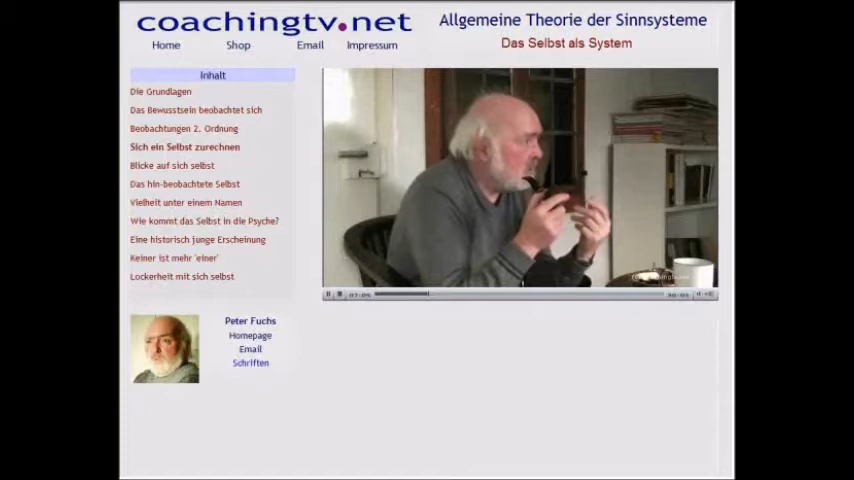 coachingtv.net
Allgemeine Theorie der Sinnsysteme
Home Shop Email Impressum
Das Selbst als System
Inhalt
Die Grundlagen
Das Bewusstsein beobachtet sich
Beobachtungen 2. Ordnung
Sich ein Selbst zurechnen
Blicke auf sich selbst
Das hin-beobachtete Selbst
Vielheit unter einem Namen
Wie kommt das Selbst in die Psyche?
Eine historisch junge Erscheinung
Keiner ist mehr 'einer'
Lockerheit mit sich selbst
07:05
Peter Fuchs
Homepage
Email
Schriften